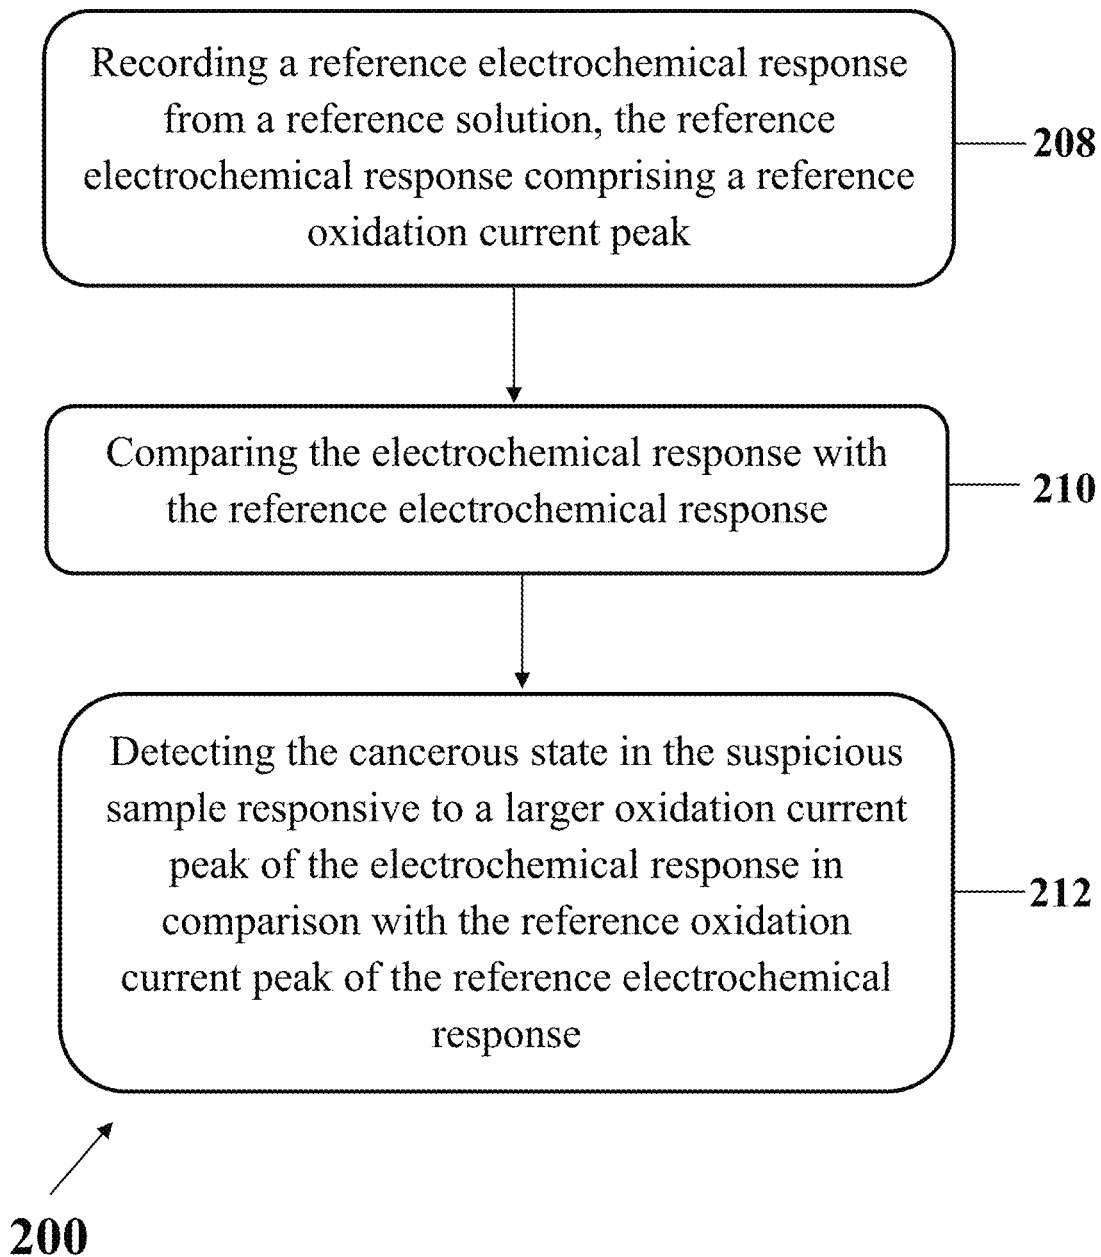 Recording a reference electrochemical response
from a reference solution, the reference
electrochemical response comprising a reference
oxidation current peak
208
Comparing the electrochemical response with
the reference electrochemical response
210
Detecting the cancerous state in the suspicious
sample responsive to a larger oxidation current
peak of the electrochemical response in
comparison with the reference oxidation
current peak of the reference electrochemical
response
212
200